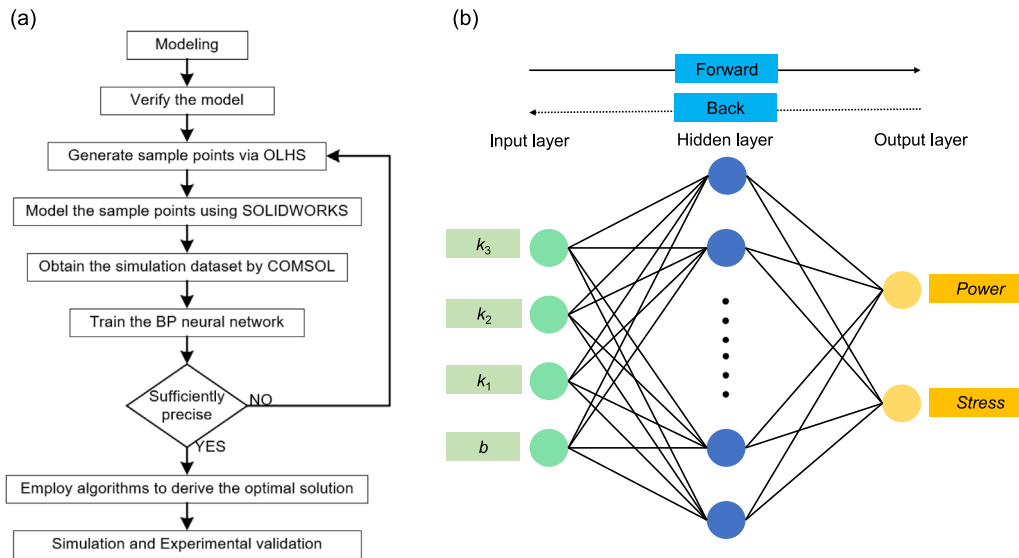 (a)
Modeling
Verify the model
Generate sample points via OLHS
Model the sample points using SOLIDWORKS
Obtain the simulation dataset by COMSOL
Train the BP neural network
Sufficiently
precise
NO
YES
Employ algorithms to derive the optimal solution
Simulation and Experimental validation
(b)
Forward
Back
Input layer
Hidden layer
Output layer
k₃
k₂
k₁
b
Power
Stress